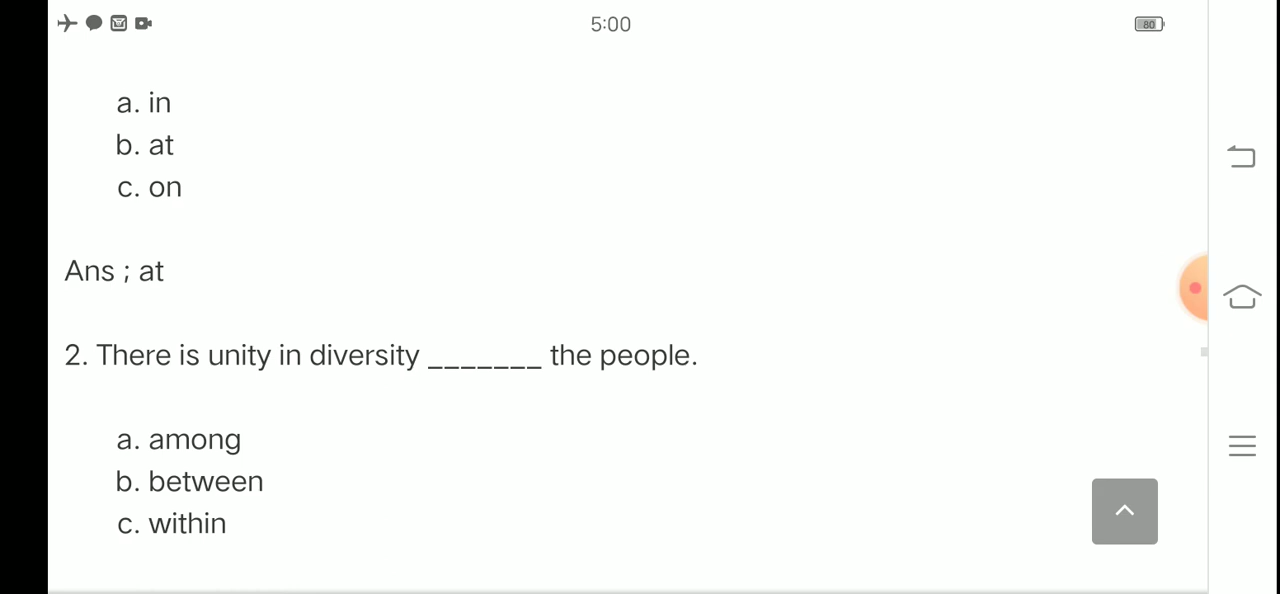 5:00
80
a. in
b. at
c. on
Ans ; at
2. There is unity in diversity _______ the people.
a. among
b. between
c. within